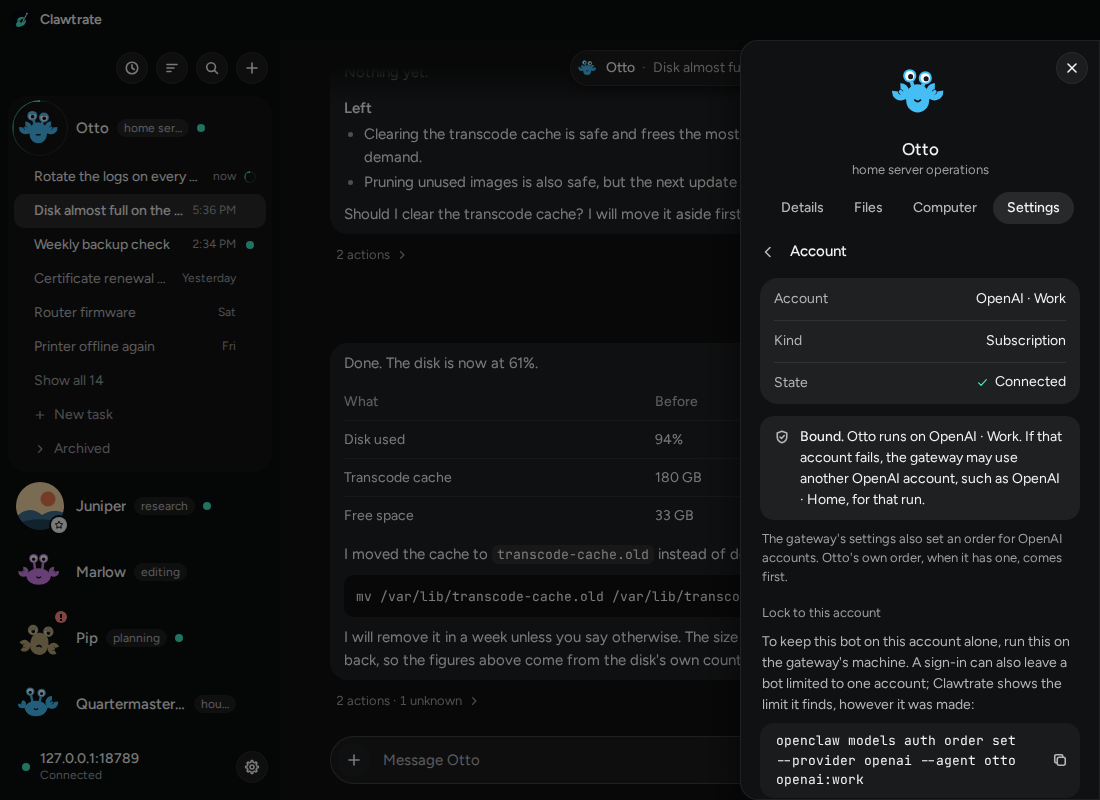 Clawtrate
Otto
home ser...
Rotate the logs on every ...
now
Disk almost full on the ...
5:36 PM
Weekly backup check
2:34 PM
Certificate renewal ...
Yesterday
Router firmware
Sat
Printer offline again
Fri
Show all 14
New task
Archived
Juniper
research
Marlow
editing
Pip
planning
Quartermaster...
hou...
127.0.0.1:18789
Connected
Otto · Disk almost fu
Nothing yet.
Left
Clearing the transcode cache is safe and frees the most
demand.
Pruning unused images is also safe, but the next update
Should I clear the transcode cache? I will move it aside first
2 actions
Done. The disk is now at 61%.
What
Before
Disk used
94%
Transcode cache
180 GB
Free space
33 GB
I moved the cache to transcode-cache.old instead of d
mv /var/lib/transcode-cache.old /var/lib/transco
I will remove it in a week unless you say otherwise. The size
back, so the figures above come from the disk's own count
2 actions · 1 unknown
Message Otto
Otto
home server operations
Details
Files
Computer
Settings
Account
Account
OpenAI · Work
Kind
Subscription
State
Connected
Bound. Otto runs on OpenAI · Work. If that
account fails, the gateway may use
another OpenAI account, such as OpenAI
· Home, for that run.
The gateway's settings also set an order for OpenAI
accounts. Otto's own order, when it has one, comes
first.
Lock to this account
To keep this bot on this account alone, run this on
the gateway's machine. A sign-in can also leave a
bot limited to one account; Clawtrate shows the
limit it finds, however it was made:
openclaw models auth order set
--provider openai --agent otto
openai:work